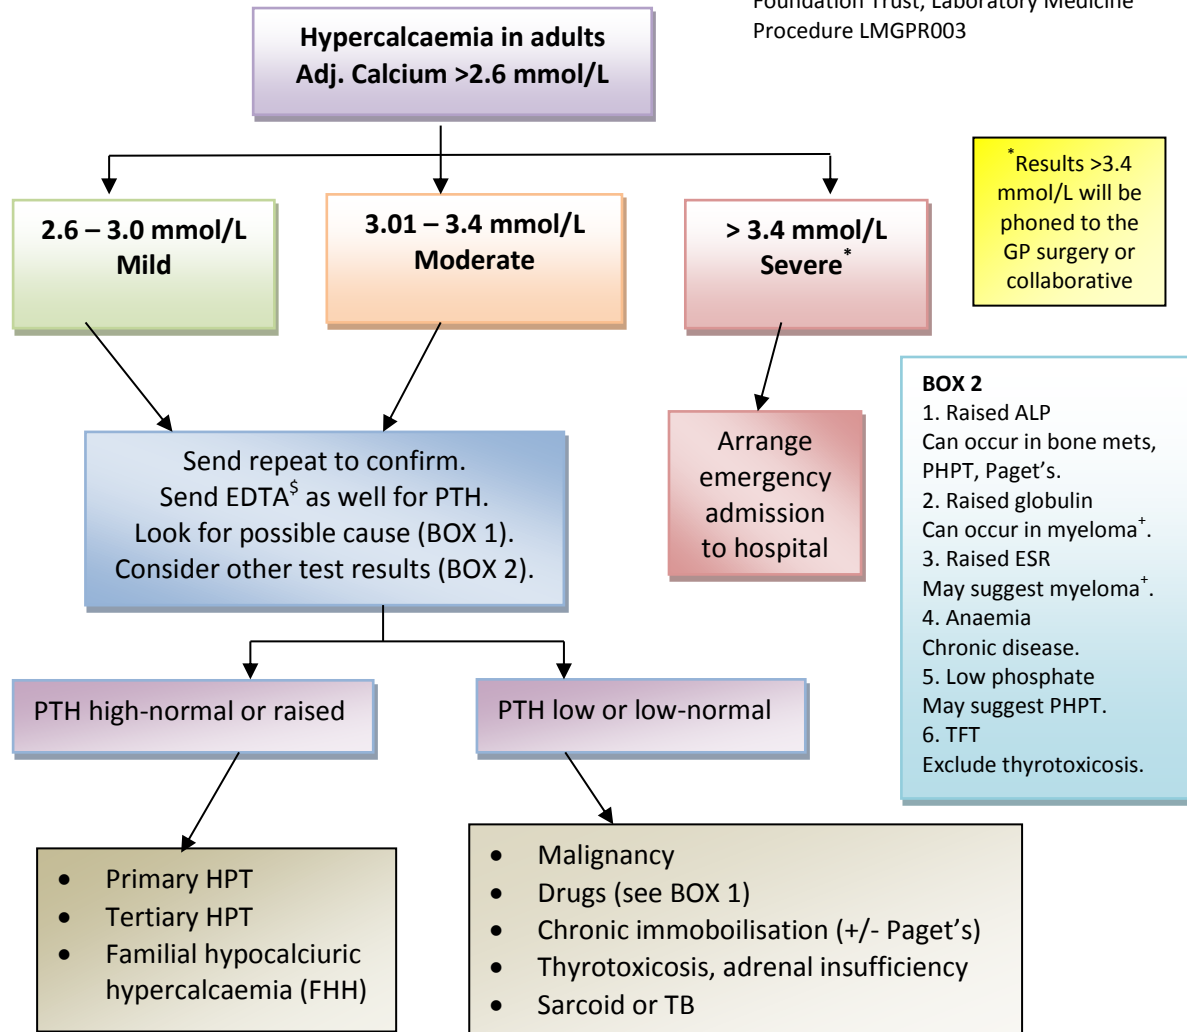 Foundation Trust, Laboratory Medicine
Procedure LMGPR003
Hypercalcaemia in adults
Adj. Calcium >2.6 mmol/L
2.6 – 3.0 mmol/L
Mild
3.01 – 3.4 mmol/L
Moderate
> 3.4 mmol/L
Severe*
*Results >3.4
mmol/L will be
phoned to the
GP surgery or
collaborative
Send repeat to confirm.
Send EDTA$ as well for PTH.
Look for possible cause (BOX 1).
Consider other test results (BOX 2).
Arrange
emergency
admission
to hospital
BOX 2
1. Raised ALP
Can occur in bone mets,
PHPT, Paget's.
2. Raised globulin
Can occur in myeloma+.
3. Raised ESR
May suggest myeloma+.
4. Anaemia
Chronic disease.
5. Low phosphate
May suggest PHPT.
6. TFT
Exclude thyrotoxicosis.
PTH high-normal or raised
PTH low or low-normal
• Primary HPT
• Tertiary HPT
• Familial hypocalciuric
hypercalcaemia (FHH)
• Malignancy
• Drugs (see BOX 1)
• Chronic immoboilisation (+/- Paget's)
• Thyrotoxicosis, adrenal insufficiency
• Sarcoid or TB